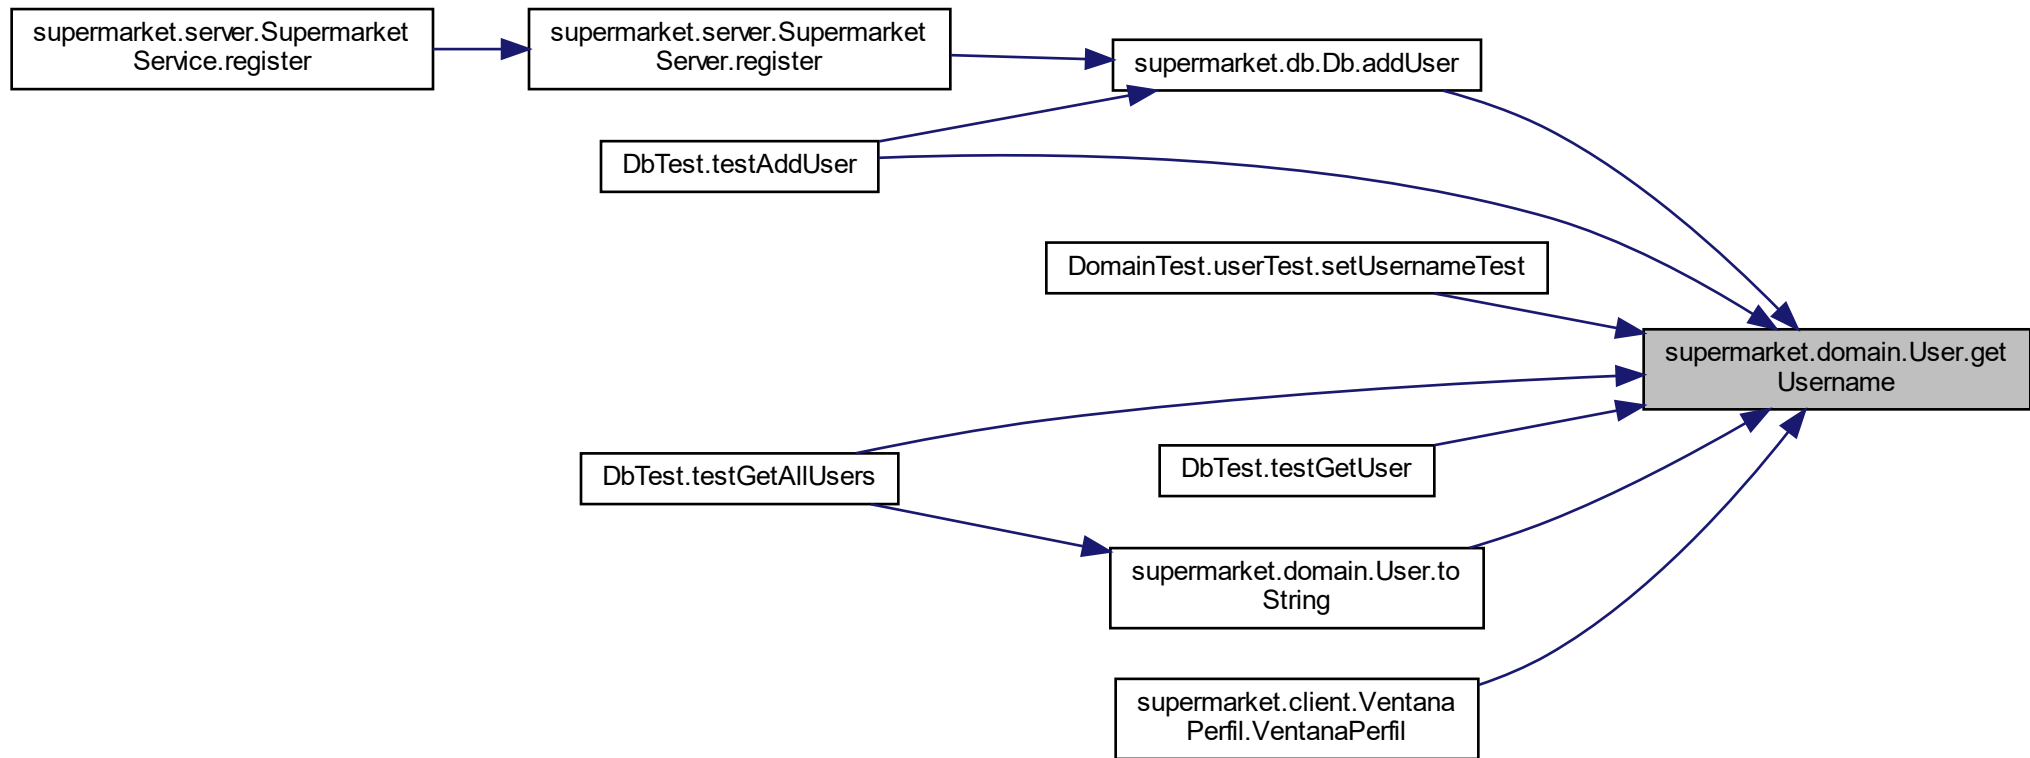 supermarket.server.Supermarket
Service.register
supermarket.server.Supermarket
Server.register
supermarket.db.Db.addUser
DbTest.testAddUser
DomainTest.userTest.setUsernameTest
supermarket.domain.User.get
Username
DbTest.testGetAllUsers
DbTest.testGetUser
supermarket.domain.User.to
String
supermarket.client.Ventana
Perfil.VentanaPerfil